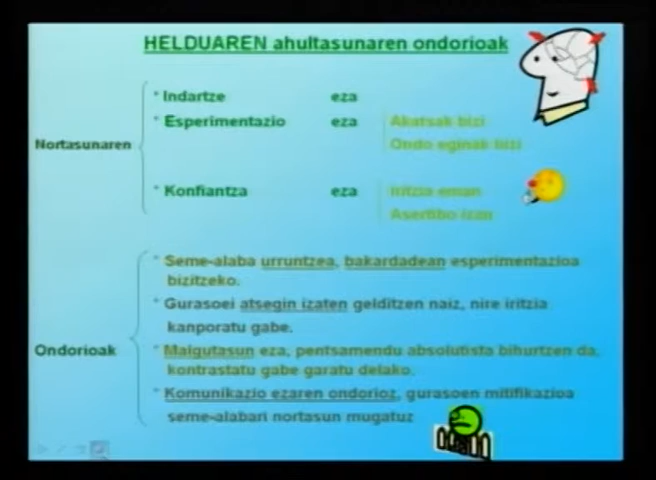 HELDUAREN ahultasunaren ondorioak
Nortasunaren
* Indartze eza
* Esperimentazio eza
Akatsak bizi
Ondo eginak bizi
* Konfiantza eza
Iritzia eman
Asertibo izan
Ondorioak
* Seme-alaba urruntzea, bakardadean esperimentazioa
bizitzeko.
* Gurasoei atsegin izaten gelditzen naiz, nire iritzia
kanporatu gabe.
* Malgutasun eza, pentsamendu absolutista bihurtzen da,
kontrastatu gabe garatu delako.
* Komunikazio ezaren ondorioz, gurasoen mitifikazioa
seme-alabari nortasun mugatuz